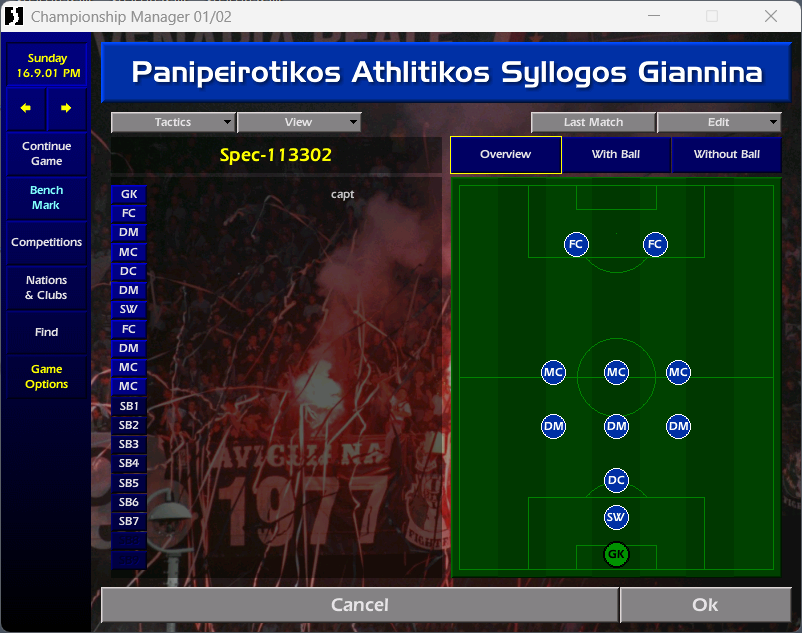 Championship Manager 01/02
Sunday
16.9.01 PM
Continue
Game
Bench
Mark
Competitions
Nations
& Clubs
Find
Game
Options
Panipeirotikos Athlitikos Syllogos Giannina
Tactics
View
Last Match
Edit
Spec-113302
Overview
With Ball
Without Ball
GK
capt
FC
DM
MC
DC
DM
SW
FC
DM
MC
MC
SB1
SB2
SB3
SB4
SB5
SB6
SB7
FC FC
MC MC MC
DM DM DM
DC
SW
GK
1977
Cancel
Ok